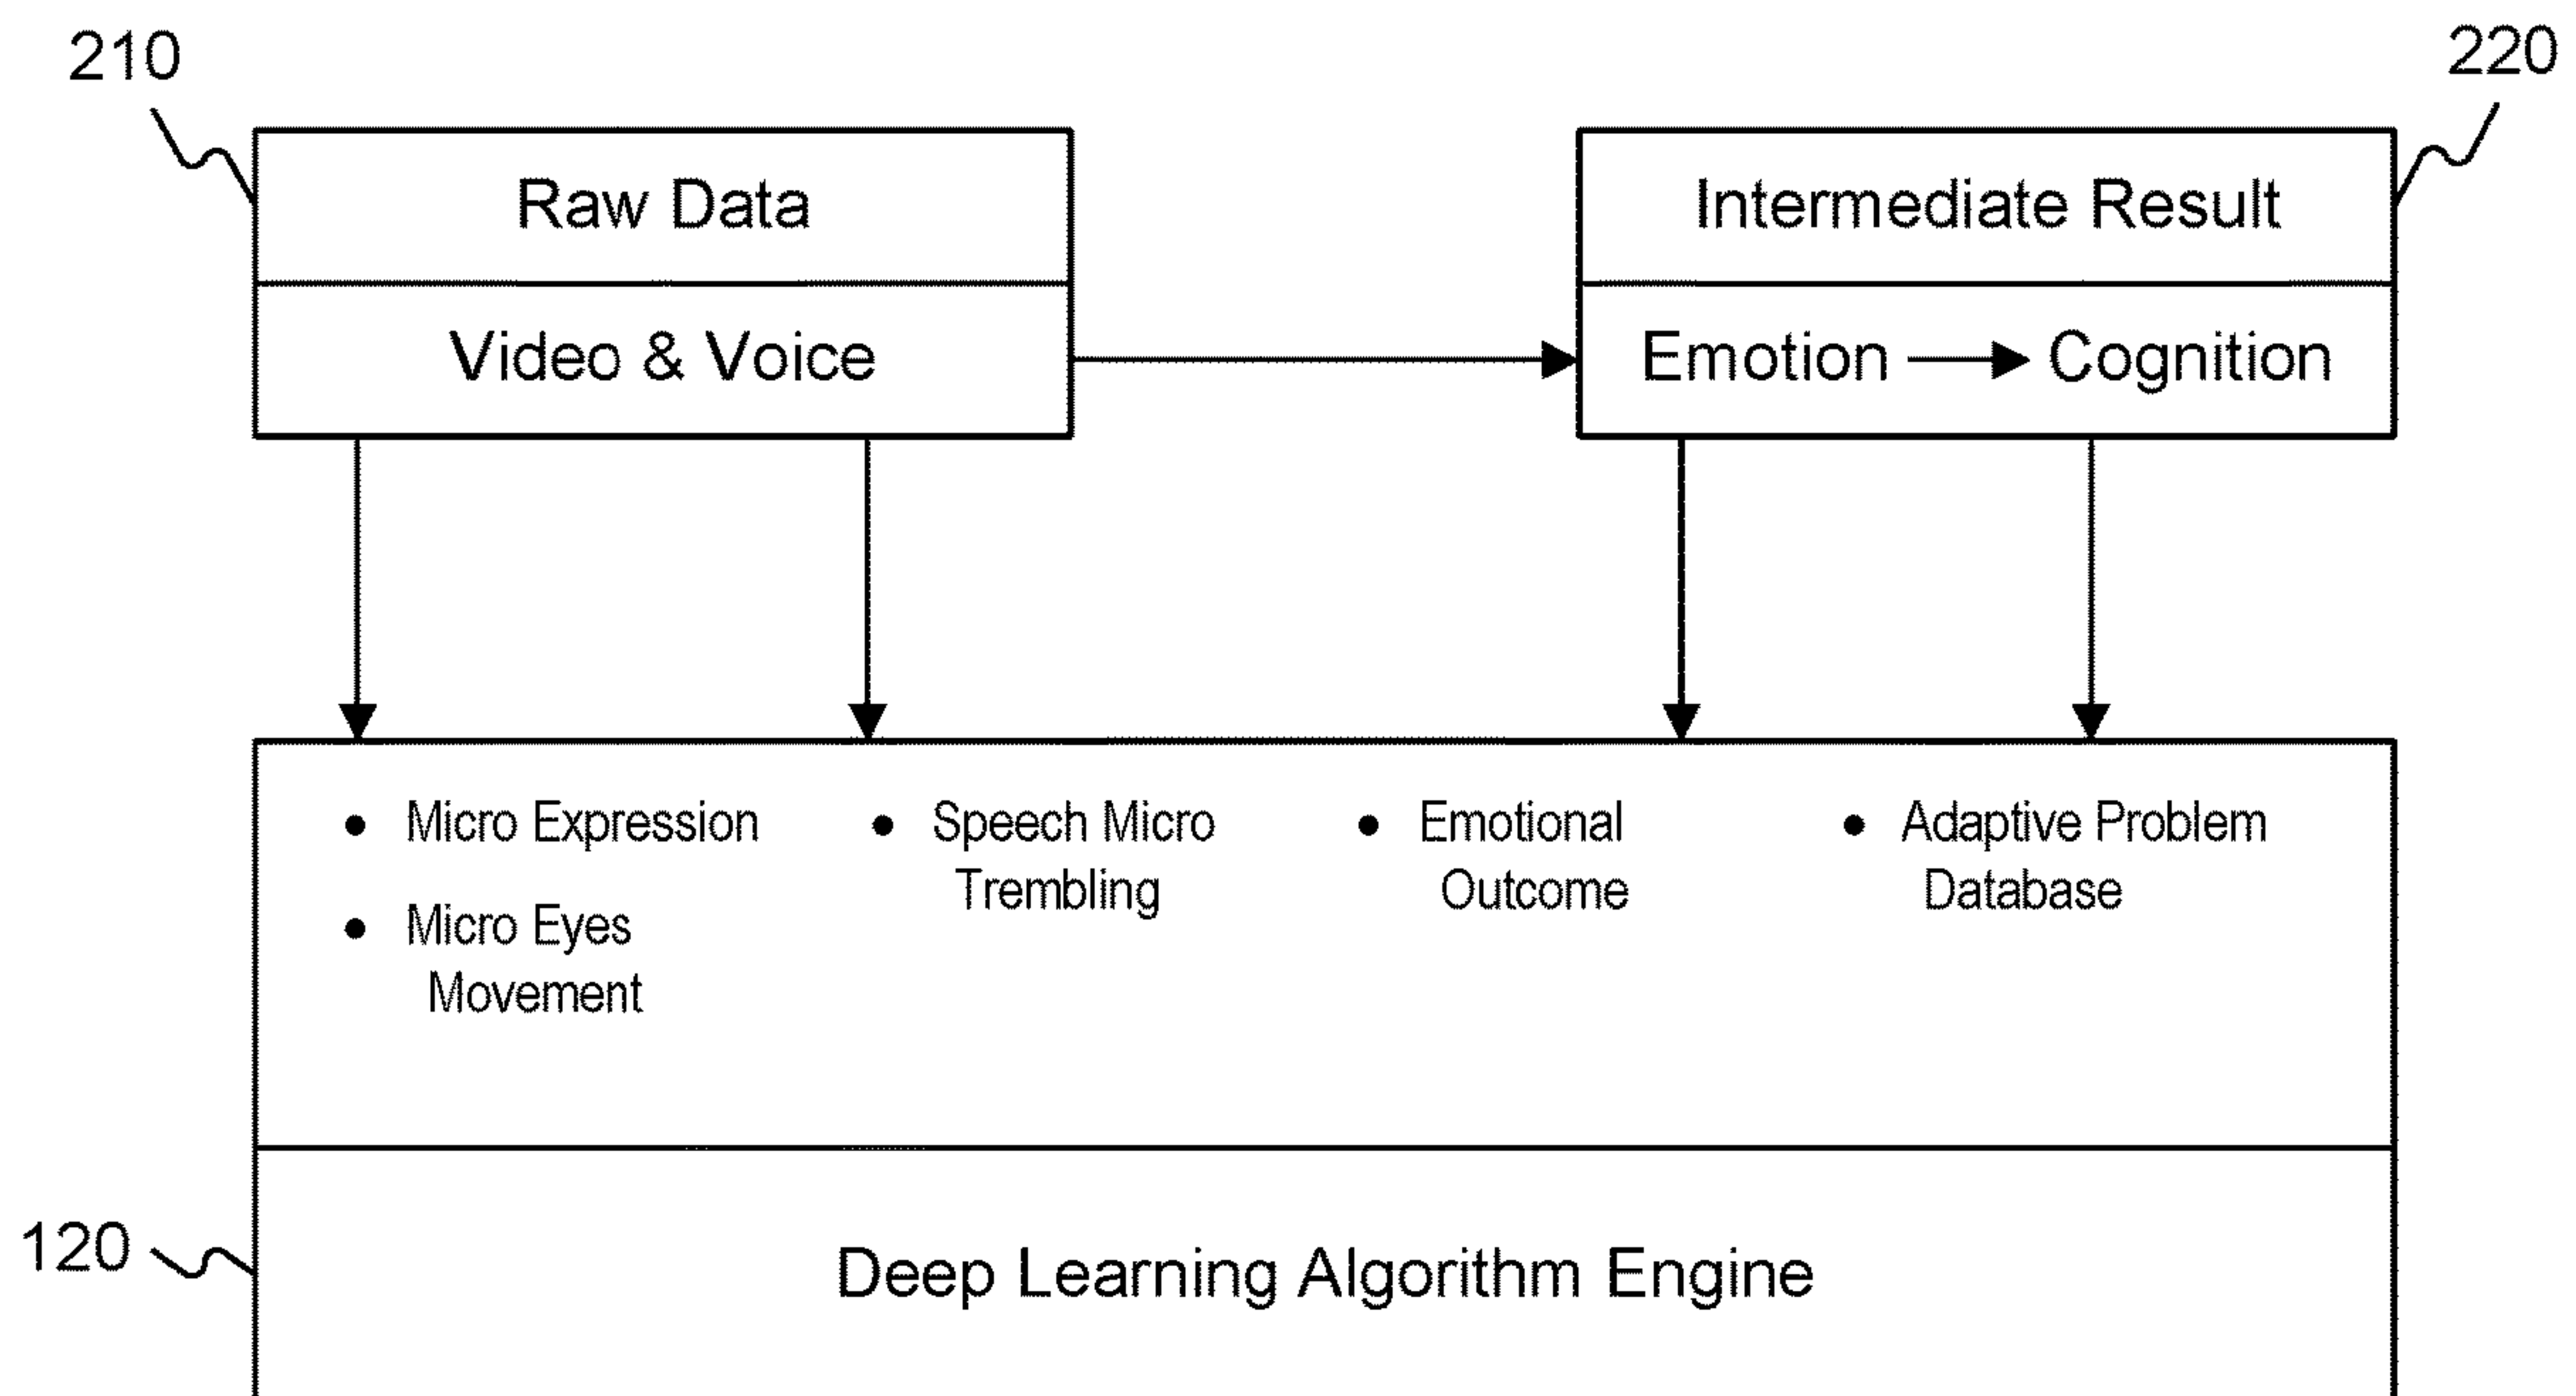 210
220
Raw Data
Intermediate Result
Video & Voice
Emotion → Cognition
• Micro Expression
• Micro Eyes
Movement
• Speech Micro
Trembling
• Emotional
Outcome
• Adaptive Problem
Database
120
Deep Learning Algorithm Engine